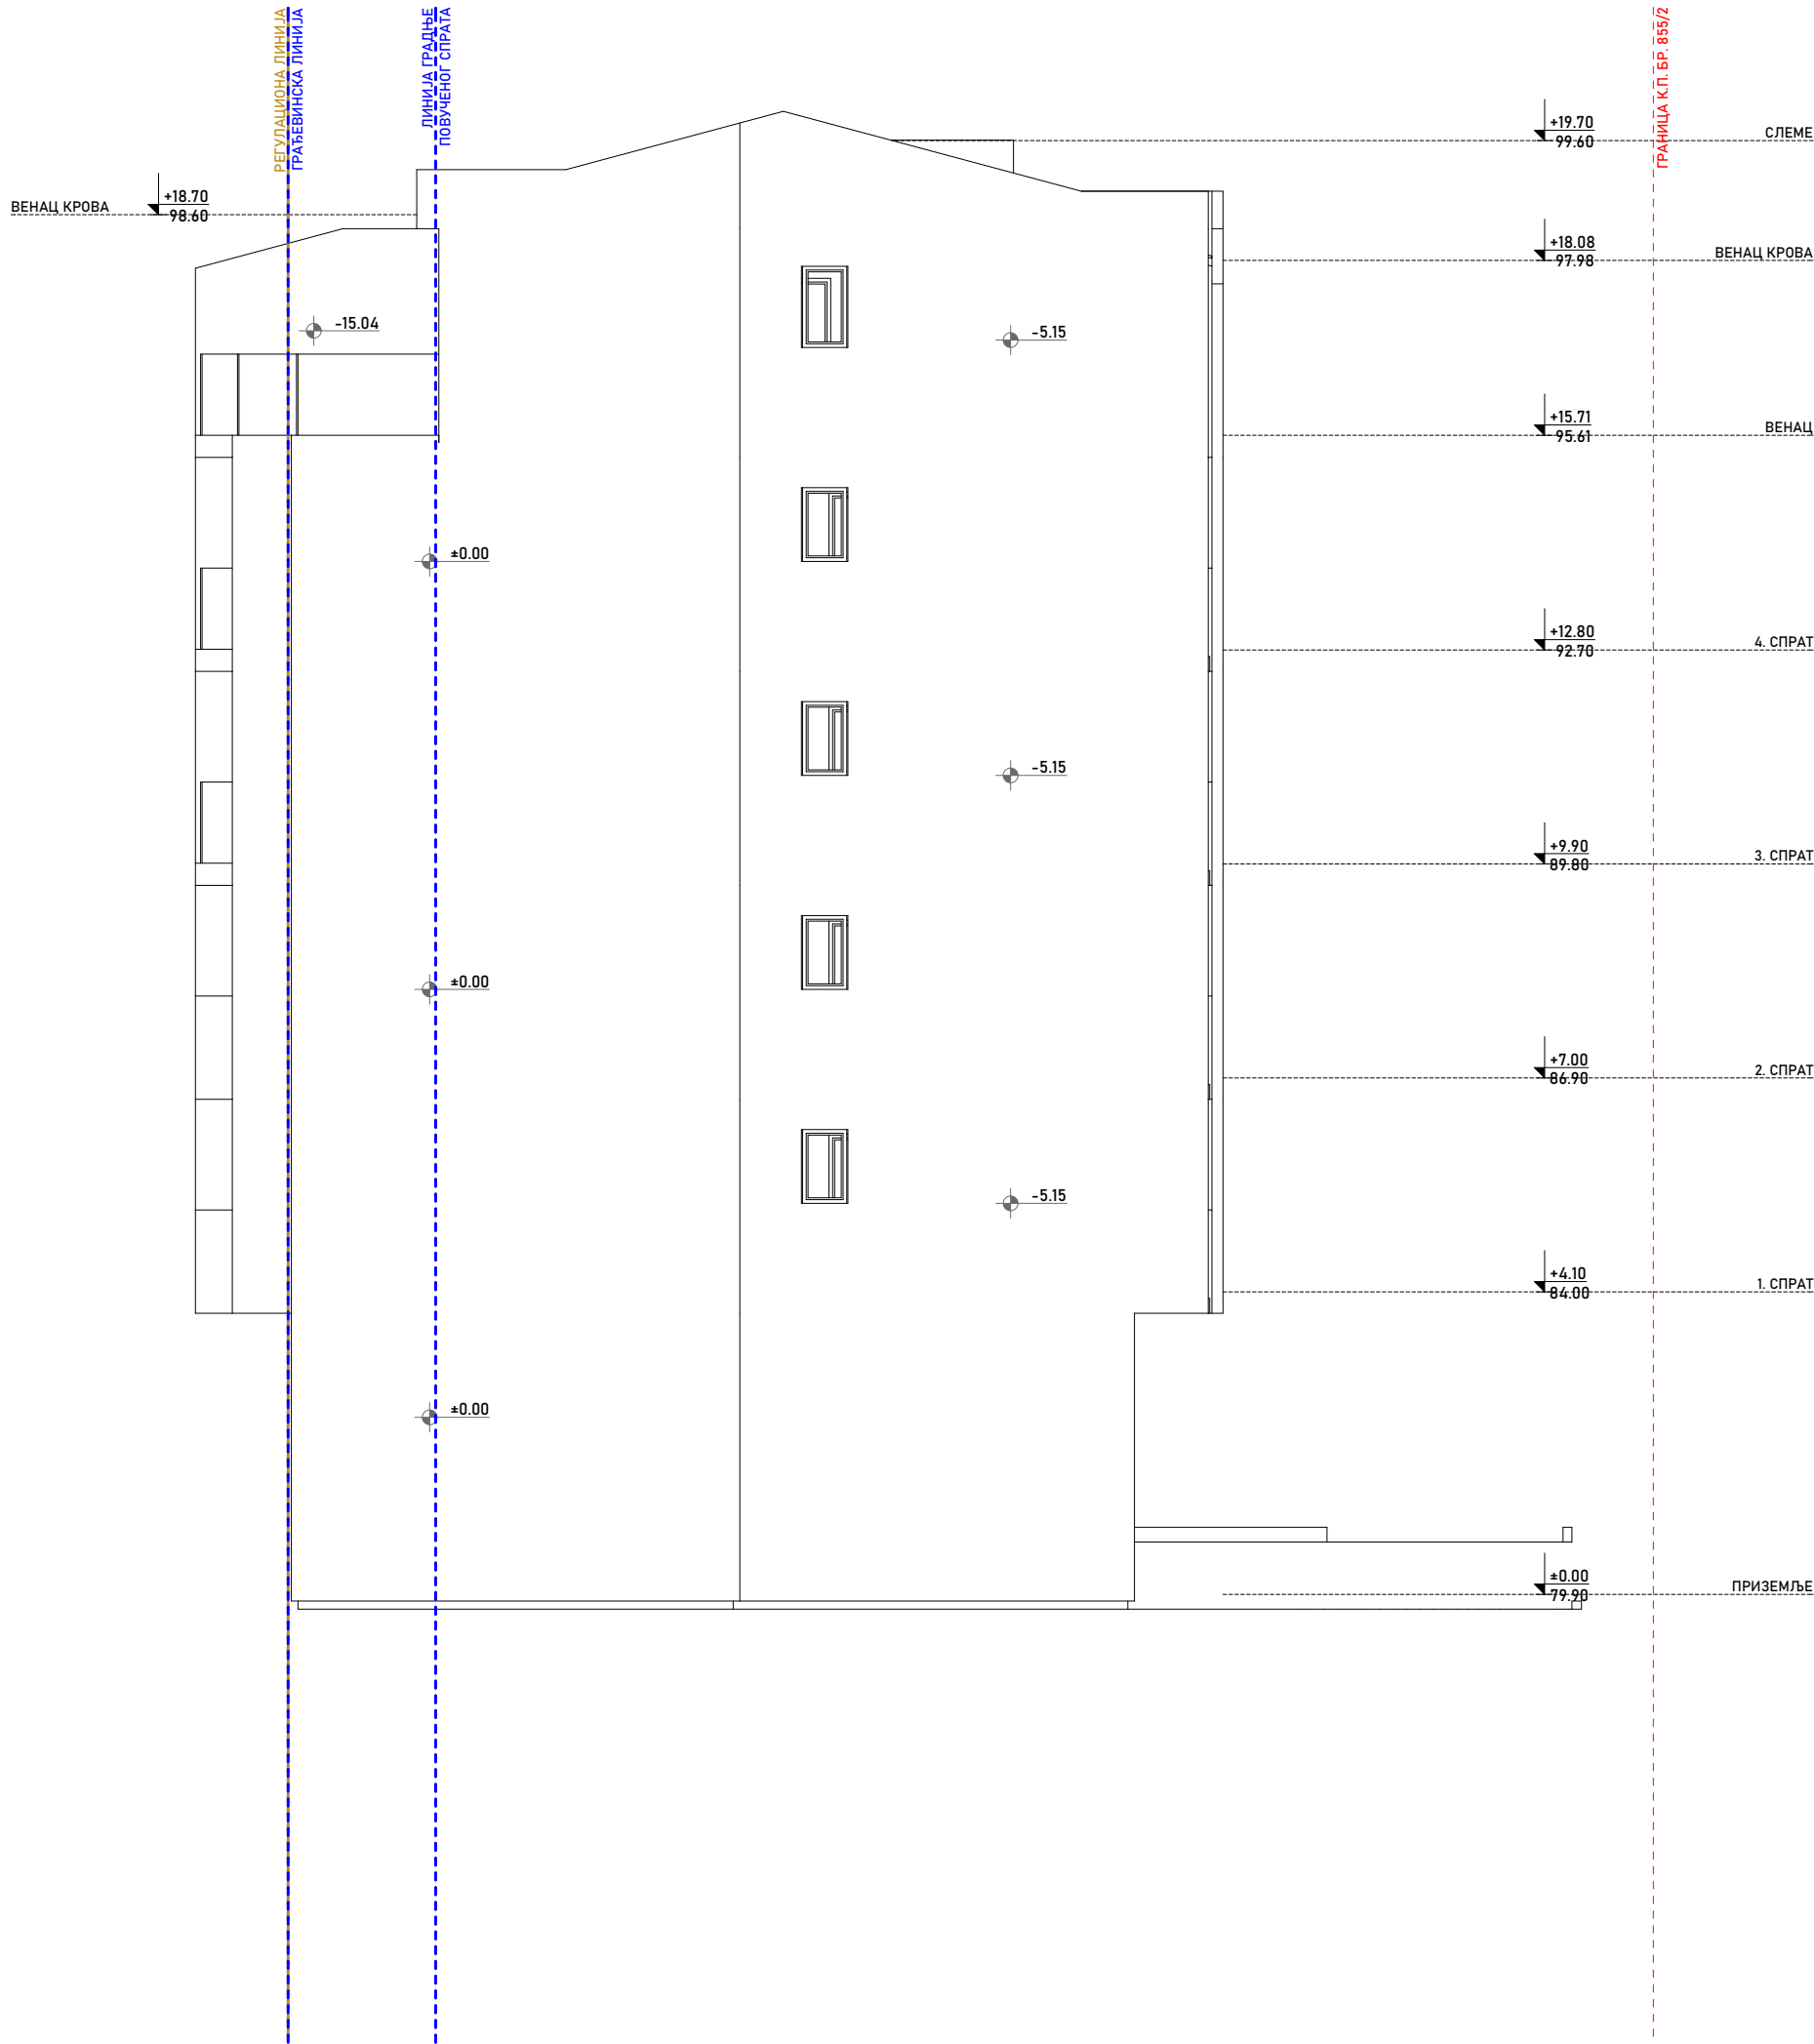 РЕГУЛАЦИОНА ЛИНИЈА
ГРАЂЕВИНСКА ЛИНИЈА
ЛИНИЈА ГРАДЊЕ
ПОВУЧЕНОГ СПРАТА
ГРАНИЦА К.П. БР. 855/2
+19.70
99.60
СЛЕМЕ
ВЕНАЦ КРОВА
+18.70
98.60
+18.08
97.98
ВЕНАЦ КРОВА
-15.04
-5.15
+15.71
95.61
ВЕНАЦ
±0.00
+12.80
92.70
4. СПРАТ
-5.15
+9.90
89.80
3. СПРАТ
±0.00
+7.00
86.90
2. СПРАТ
-5.15
+4.10
84.00
1. СПРАТ
±0.00
±0.00
79.90
ПРИЗЕМЉЕ